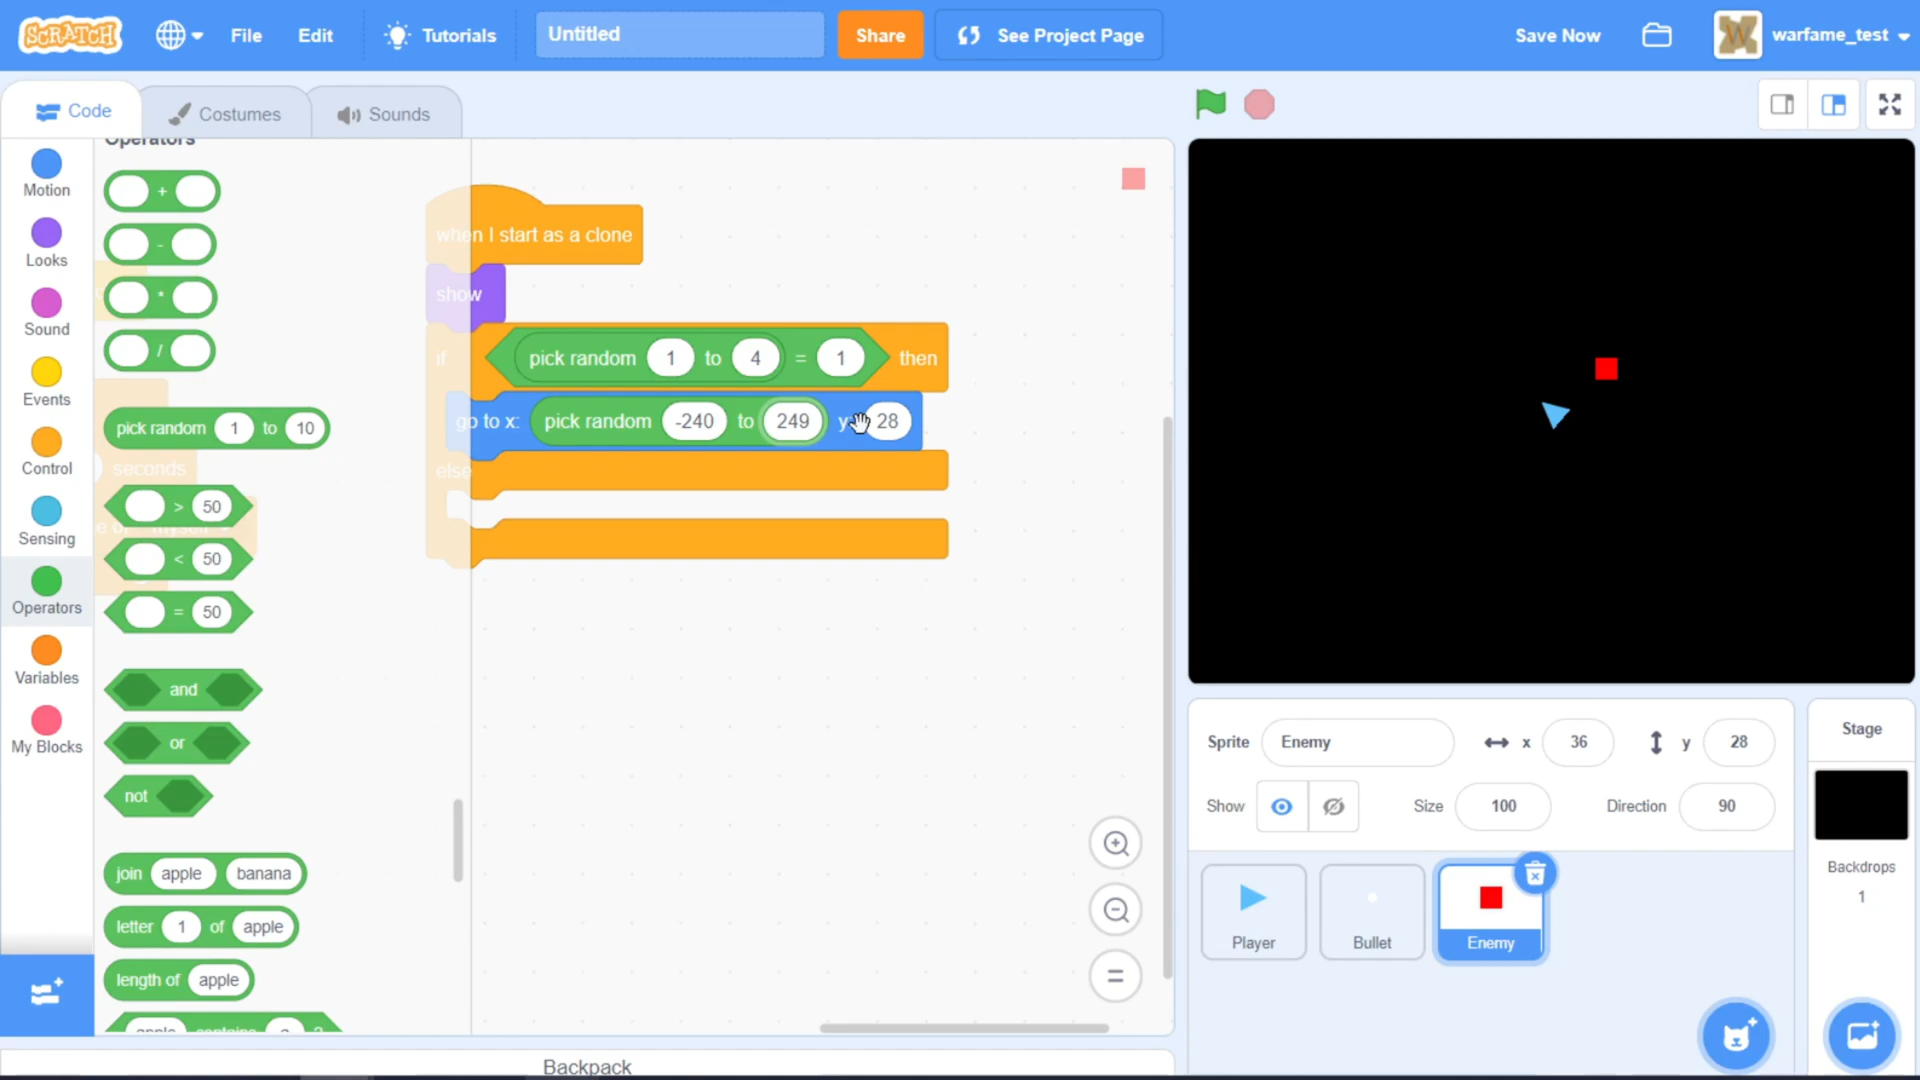 SCRATCH File Edit Tutorials Untitled Share See Project Page Save Now warfame_test
Code Costumes Sounds
Motion
Looks
Sound
Events
Control
Sensing
Operators
Variables
My Blocks
Operators
+
-
*
/
pick random 1 to 10
seconds
> 50
< 50
= 50
and
or
not
join apple banana
letter 1 of apple
length of apple
apple contains a ?
when I start as a clone
show
if pick random 1 to 4 = 1 then
go to x: pick random -240 to 249 y: 28
else
Backpack
Sprite Enemy x 36 y 28
Show Size 100 Direction 90
Player
Bullet
Enemy
Stage
Backdrops
1